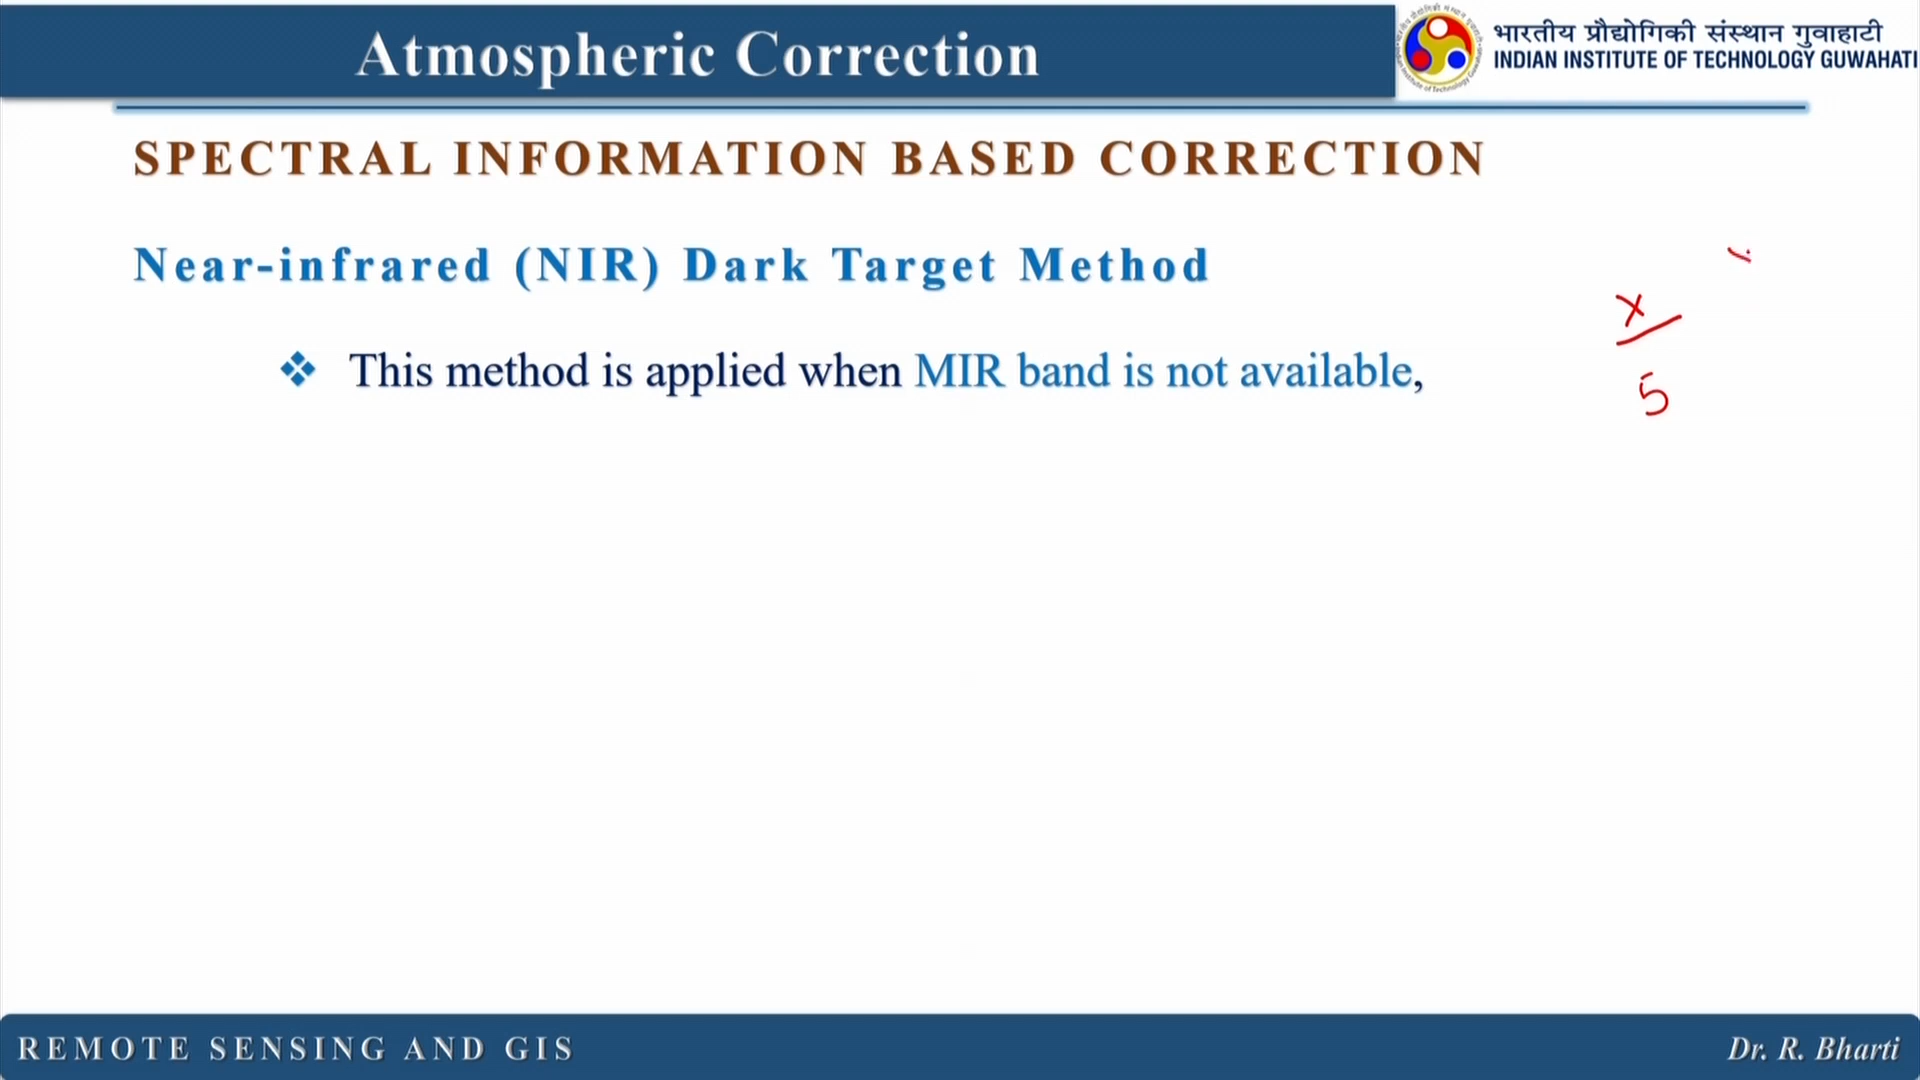 Atmospheric Correction
भारतीय प्रौद्योगिकी संस्थान गुवाहाटी
INDIAN INSTITUTE OF TECHNOLOGY GUWAHATI
SPECTRAL INFORMATION BASED CORRECTION
Near-infrared (NIR) Dark Target Method
This method is applied when MIR band is not available,
x
5
REMOTE SENSING AND GIS
Dr. R. Bharti